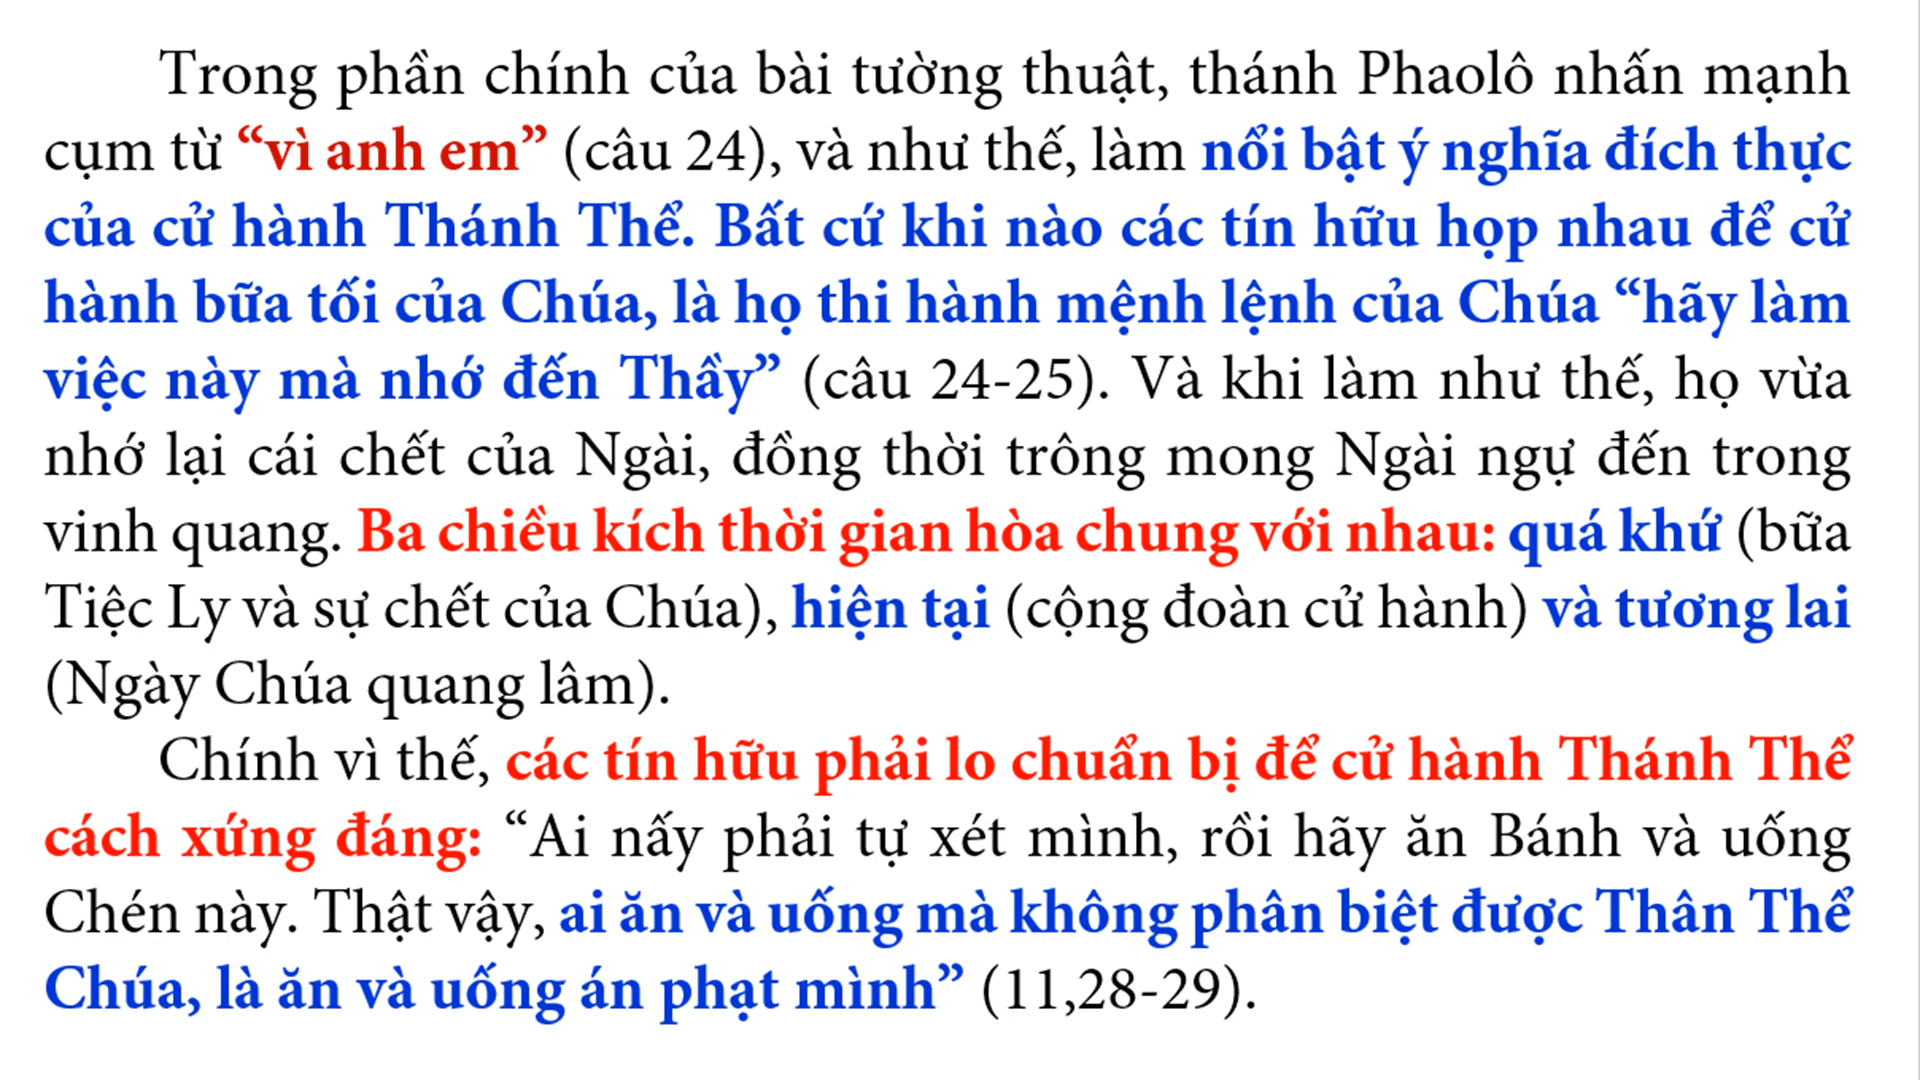 Trong phần chính của bài tường thuật, thánh Phaolô nhấn mạnh
cụm từ “vì anh em” (câu 24), và như thế, làm nổi bật ý nghĩa đích thực
của cử hành Thánh Thể. Bất cứ khi nào các tín hữu họp nhau để cử
hành bữa tối của Chúa, là họ thi hành mệnh lệnh của Chúa “hãy làm
việc này mà nhớ đến Thầy” (câu 24-25). Và khi làm như thế, họ vừa
nhớ lại cái chết của Ngài, đồng thời trông mong Ngài ngự đến trong
vinh quang. Ba chiều kích thời gian hòa chung với nhau: quá khứ (bữa
Tiệc Ly và sự chết của Chúa), hiện tại (cộng đoàn cử hành) và tương lai
(Ngày Chúa quang lâm).
Chính vì thế, các tín hữu phải lo chuẩn bị để cử hành Thánh Thể
cách xứng đáng: “Ai nấy phải tự xét mình, rồi hãy ăn Bánh và uống
Chén này. Thật vậy, ai ăn và uống mà không phân biệt được Thân Thể
Chúa, là ăn và uống án phạt mình” (11,28-29).